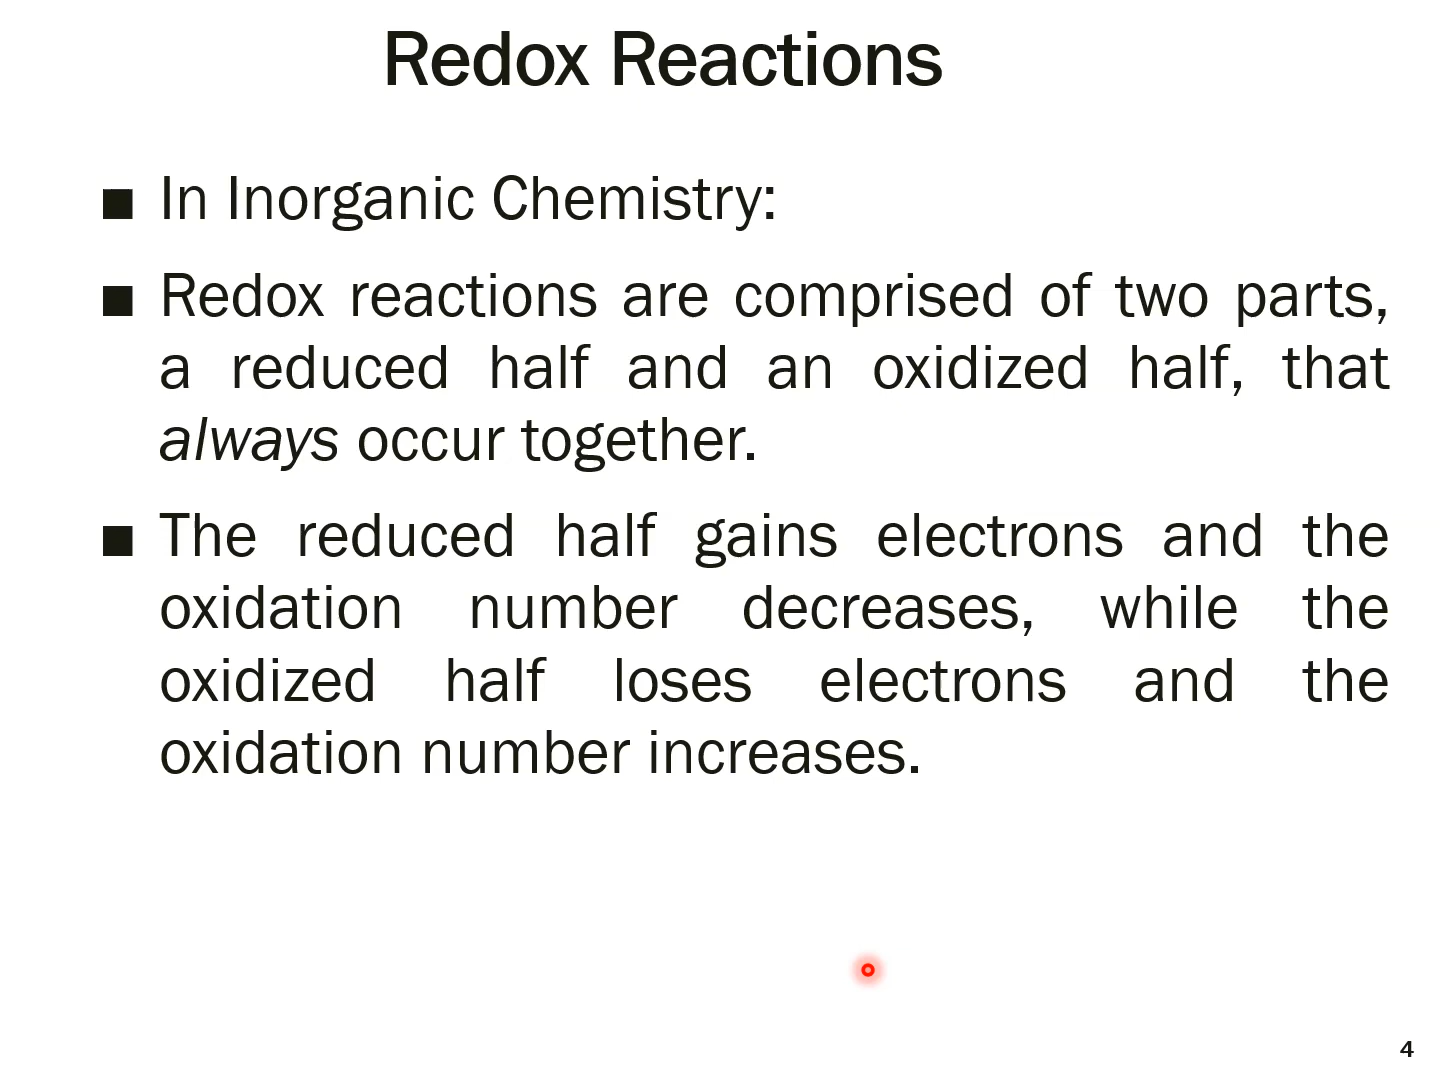 Redox Reactions
■ In Inorganic Chemistry:
■ Redox reactions are comprised of two parts,
a reduced half and an oxidized half, that
always occur together.
■ The reduced half gains electrons and the
oxidation number decreases, while the
oxidized half loses electrons and the
oxidation number increases.
4